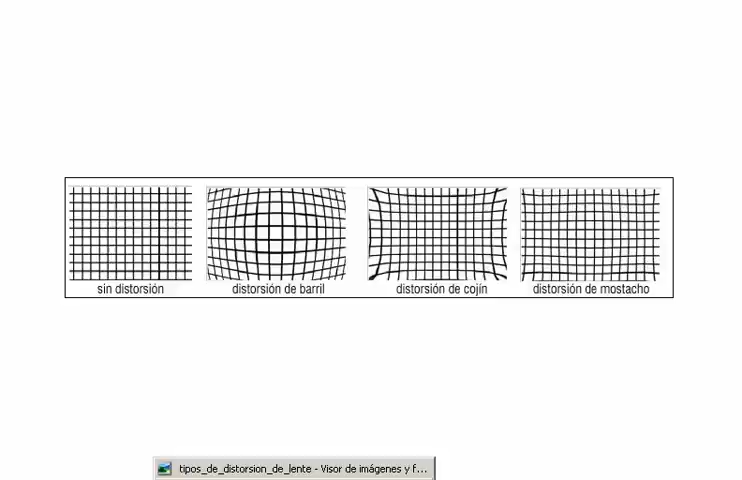 sin distorsión
distorsión de barril
distorsión de cojín
distorsión de mostacho
tipos_de_distorsion_de_lente - Visor de imágenes y f...